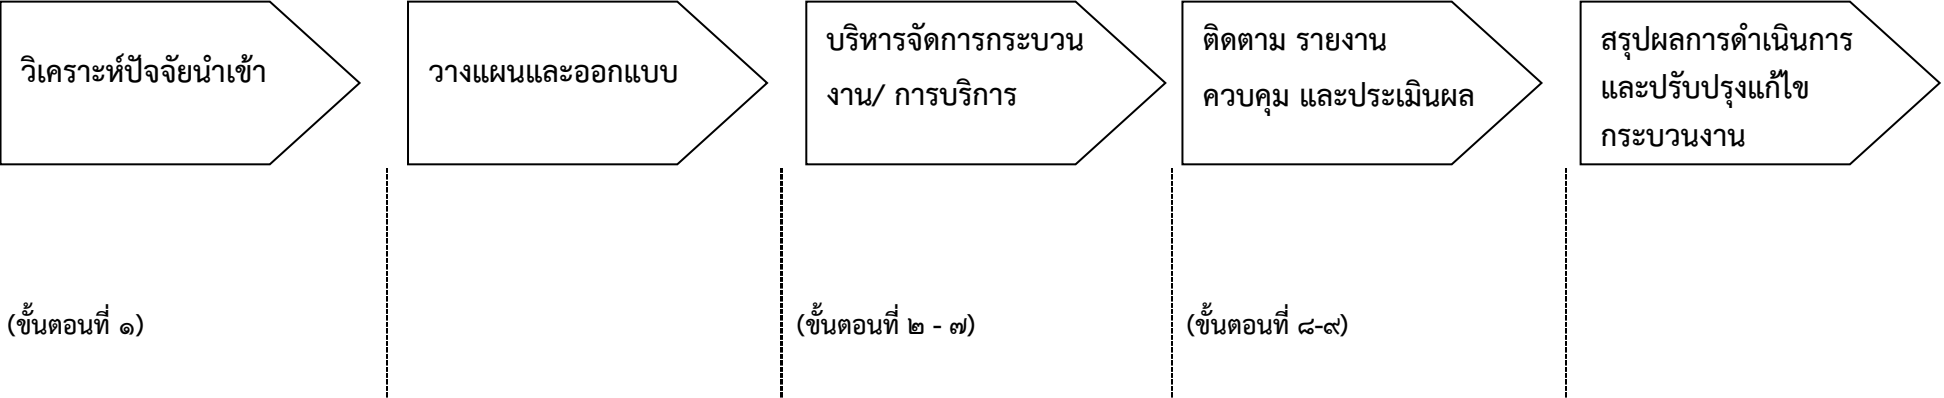 วิเคราะห์ปัจจัยนำเข้า
วางแผนและออกแบบ
บริหารจัดการกระบวน
งาน/ การบริการ
ติดตาม รายงาน
ควบคุม และประเมินผล
สรุปผลการดำเนินการ
และปรับปรุงแก้ไข
กระบวนงาน
(ขั้นตอนที่ ๑)
(ขั้นตอนที่ ๒ - ๗)
(ขั้นตอนที่ ๘-๙)